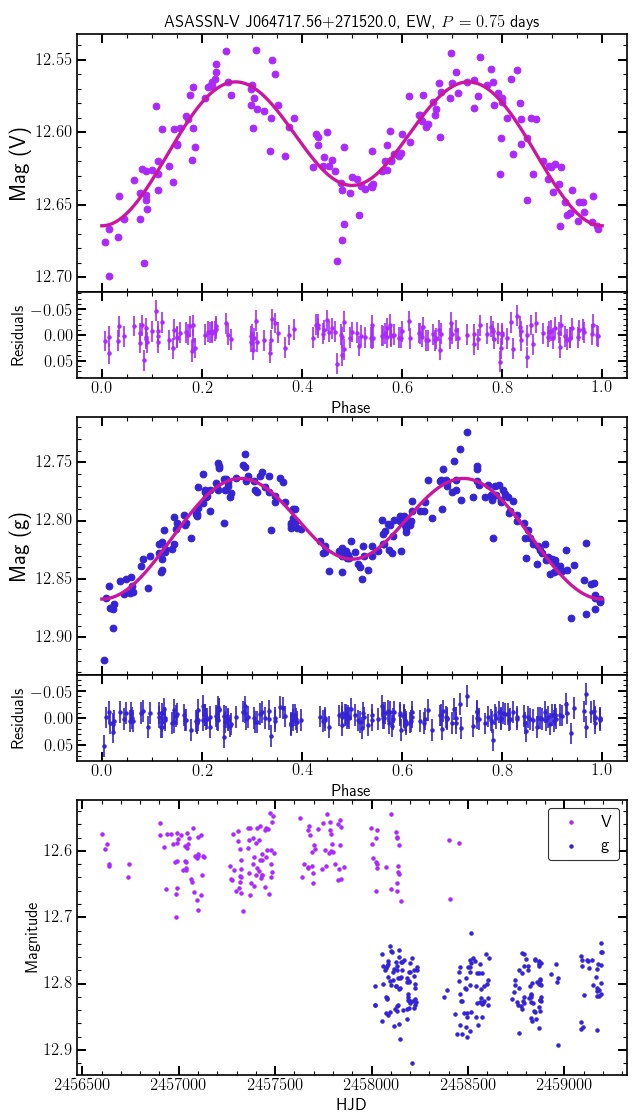 ASASSN-V J064717.56+271520.0, EW, P = 0.75 days
12.55
12.60
12.65
12.70
Mag (V)
−0.05
0.00
0.05
Residuals
0.0 0.2 0.4 0.6 0.8 1.0
Phase
12.75
12.80
12.85
12.90
Mag (g)
−0.05
0.00
0.05
Residuals
0.0 0.2 0.4 0.6 0.8 1.0
Phase
V
g
12.6
12.7
12.8
12.9
Magnitude
2456500 2457000 2457500 2458000 2458500 2459000
HJD